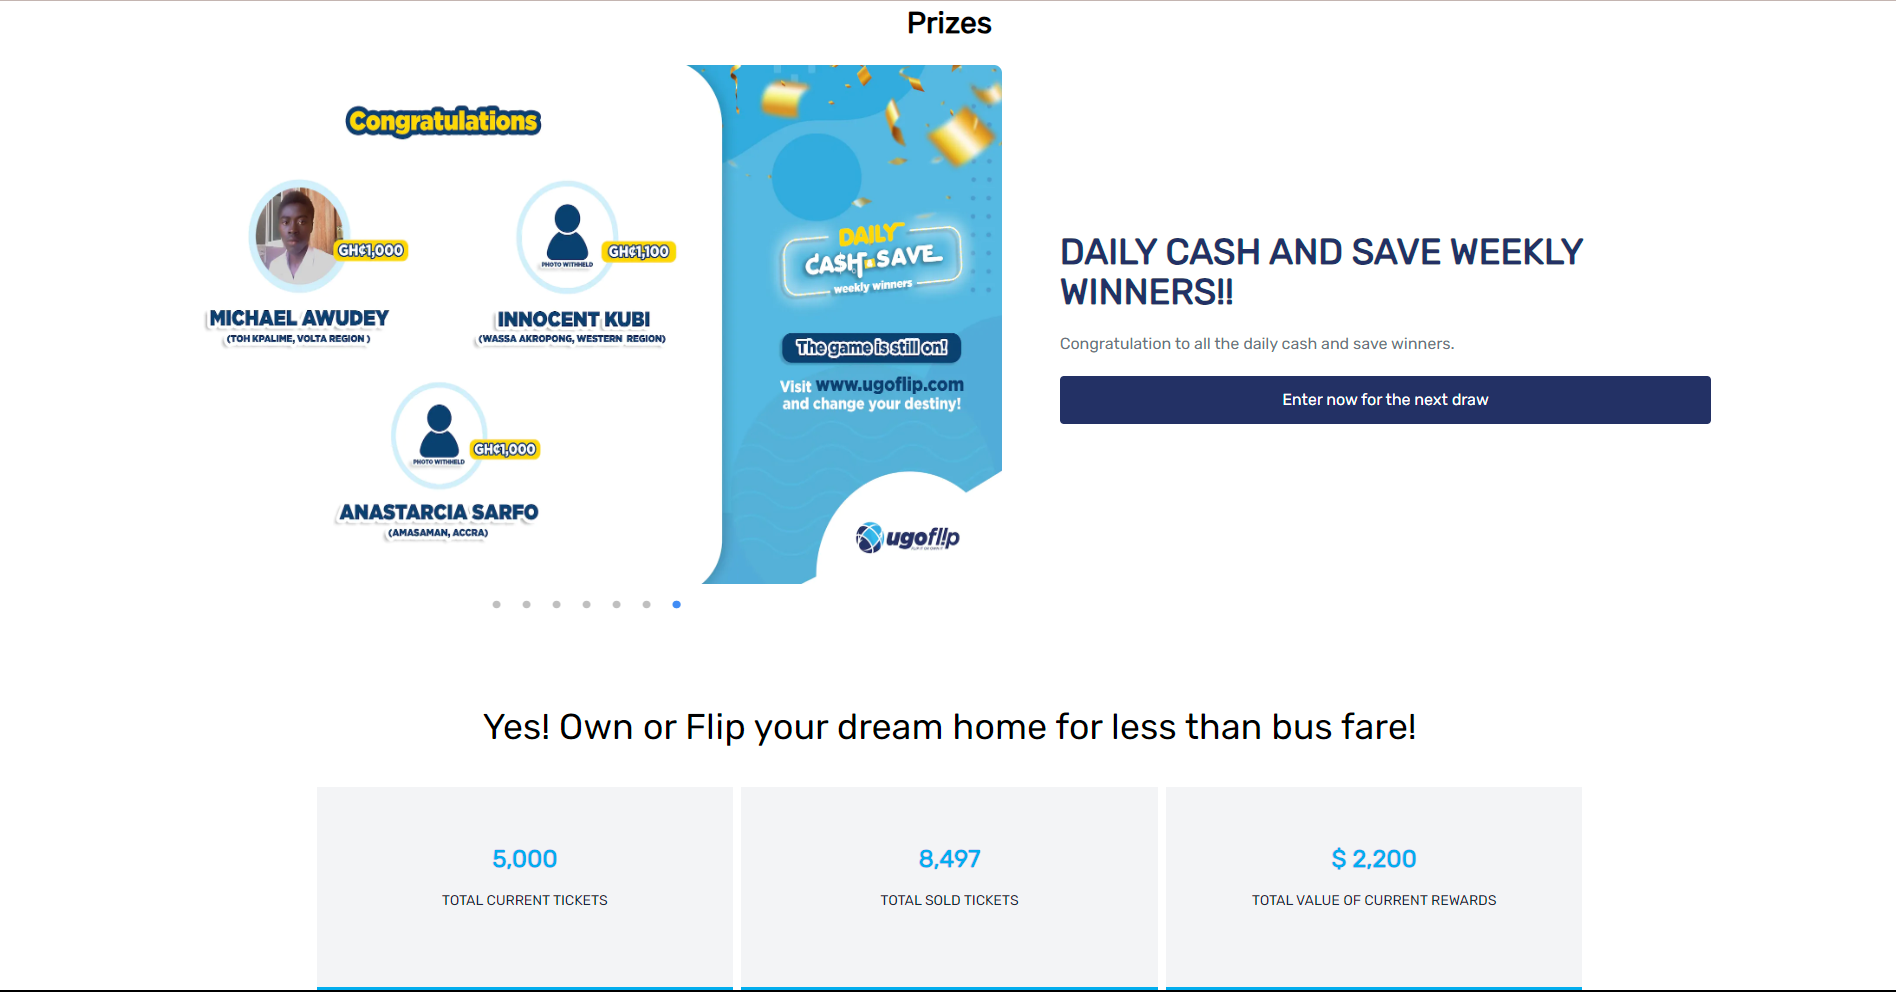 Prizes
Congratulations
GH₵1,000
MICHAEL AWUDEY
(TOH KPALIME, VOLTA REGION )
PHOTO WITHHELD
GH₵1,100
INNOCENT KUBI
(WASSA AKROPONG, WESTERN REGION)
PHOTO WITHHELD
GH₵1,000
ANASTARCIA SARFO
(AMASAMAN, ACCRA)
DAILY
CA$H & SAVE
weekly winners
The game is still on!
Visit www.ugoflip.com
and change your destiny!
ugofl!p
DAILY CASH AND SAVE WEEKLY
WINNERS!!
Congratulation to all the daily cash and save winners.
Enter now for the next draw
Yes! Own or Flip your dream home for less than bus fare!
5,000
TOTAL CURRENT TICKETS
8,497
TOTAL SOLD TICKETS
$ 2,200
TOTAL VALUE OF CURRENT REWARDS